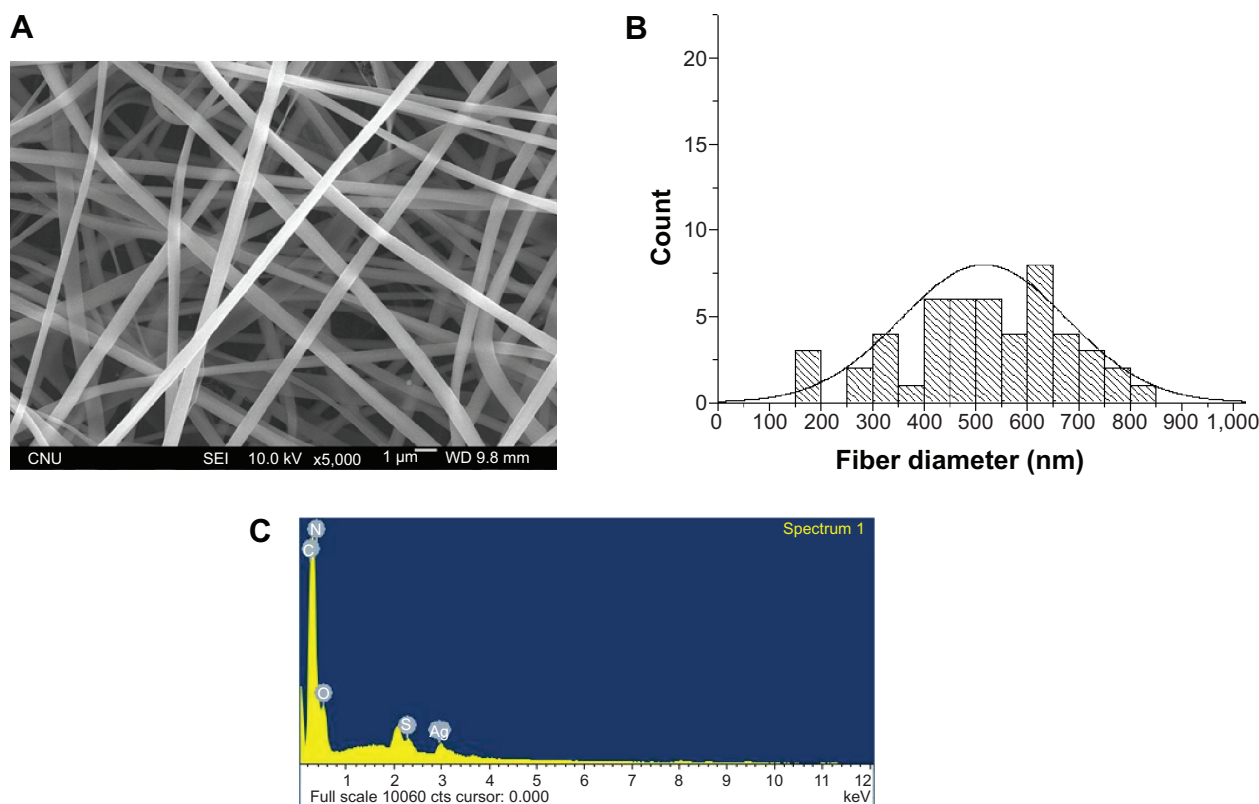 A
CNU SEI 10.0 kV x5,000 1 μm WD 9.8 mm
B
Count
20
15
10
5
0
0 100 200 300 400 500 600 700 800 900 1,000
Fiber diameter (nm)
C
Spectrum 1
N
C
O
S
Ag
1 2 3 4 5 6 7 8 9 10 11 12
Full scale 10060 cts cursor: 0.000 keV